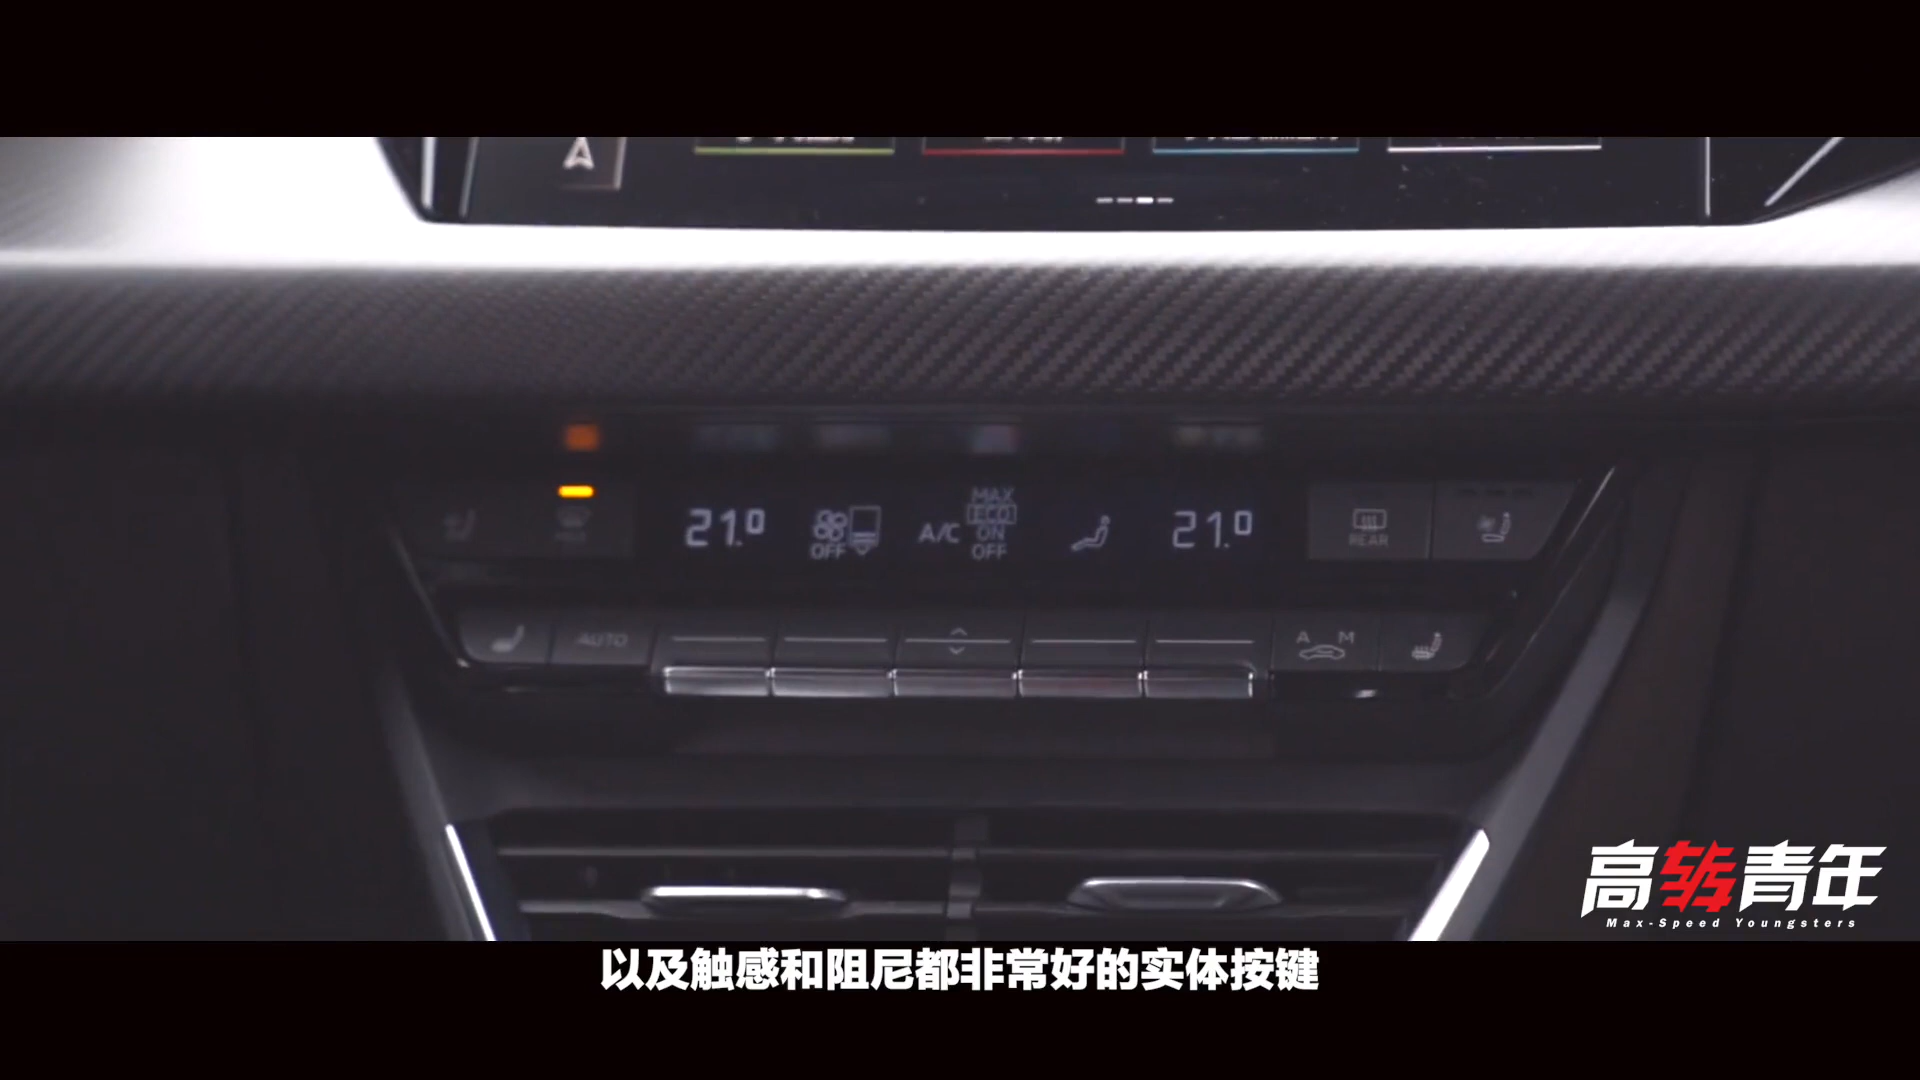 21.0
OFF
A/C
MAX
ECO
ON
OFF
21.0
REAR
AUTO
A M
高转青年
Max-Speed Youngsters
以及触感和阻尼都非常好的实体按键